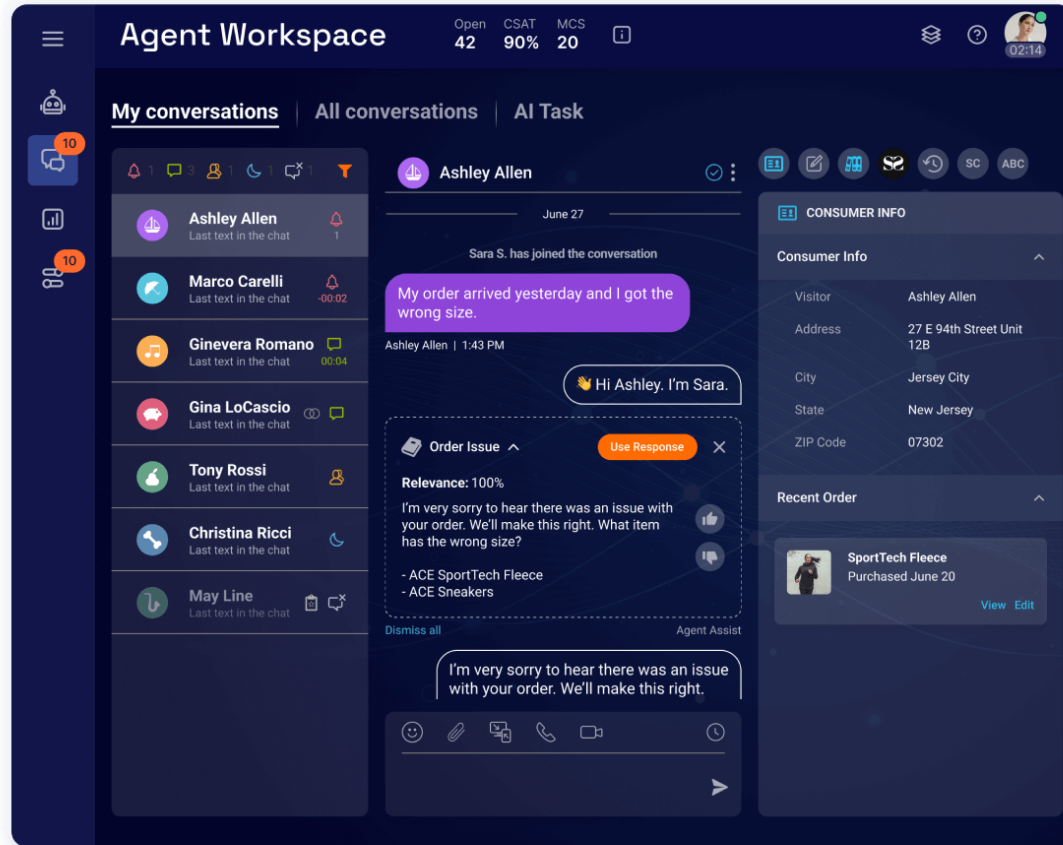 Agent Workspace
Open CSAT MCS
42 90% 20
02:14
10
10
My conversations All conversations AI Task
1 3 1 1 1
Ashley Allen
Last text in the chat
1
Marco Carelli
Last text in the chat
-00:02
Ginevera Romano
Last text in the chat
00:04
Gina LoCascio
Last text in the chat
Tony Rossi
Last text in the chat
Christina Ricci
Last text in the chat
May Line
Last text in the chat
Ashley Allen
June 27
Sara S. has joined the conversation
My order arrived yesterday and I got the
wrong size.
Ashley Allen | 1:43 PM
👋 Hi Ashley. I'm Sara.
Order Issue
Use Response
Relevance: 100%
I'm very sorry to hear there was an issue with
your order. We'll make this right. What item
has the wrong size?
- ACE SportTech Fleece
- ACE Sneakers
Dismiss all
Agent Assist
I'm very sorry to hear there was an issue
with your order. We'll make this right.
SC
ABC
CONSUMER INFO
Consumer Info
Visitor Ashley Allen
Address 27 E 94th Street Unit
12B
City Jersey City
State New Jersey
ZIP Code 07302
Recent Order
SportTech Fleece
Purchased June 20
View Edit